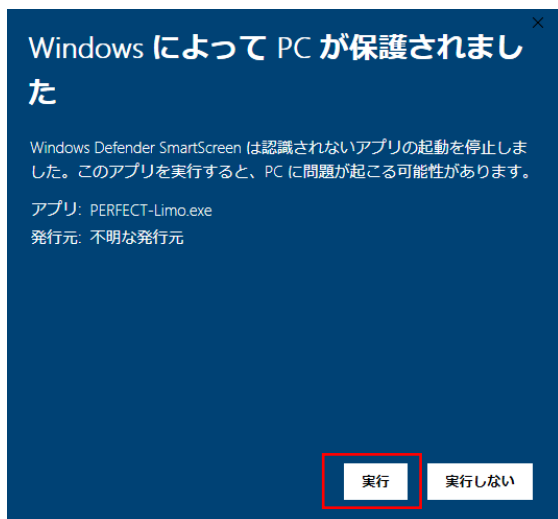 Windows によって PC が保護されまし
た
Windows Defender SmartScreen は認識されないアプリの起動を停止しま
した。このアプリを実行すると、PC に問題が起こる可能性があります。
アプリ: PERFECT-Limo.exe
発行元: 不明な発行元
実行 実行しない